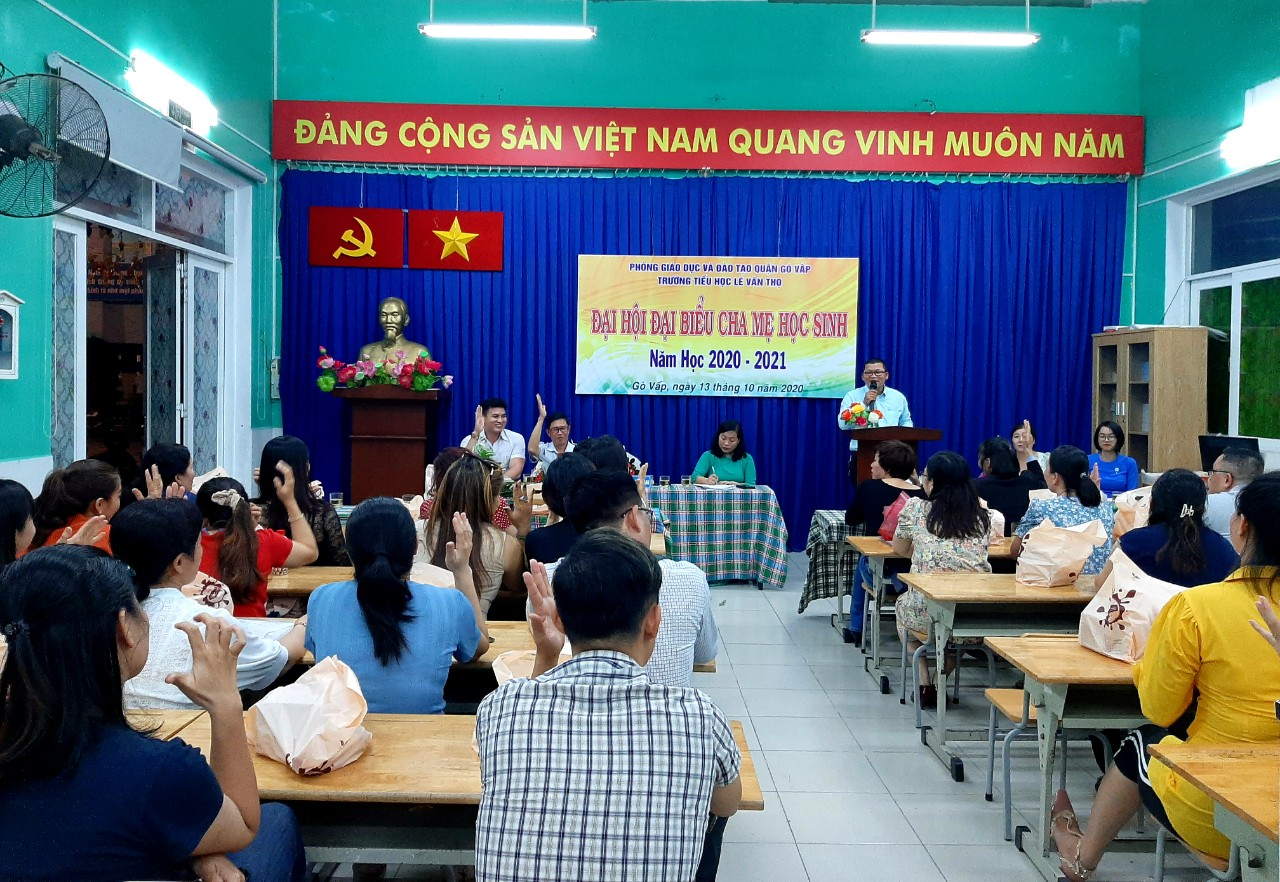 ĐẢNG CỘNG SẢN VIỆT NAM QUANG VINH MUÔN NĂM
PHÒNG GIÁO DỤC VÀ ĐÀO TẠO QUẬN GÒ VẤP
TRƯỜNG TIỂU HỌC LÊ VĂN THỌ
ĐẠI HỘI ĐẠI BIỂU CHA MẸ HỌC SINH
Năm Học 2020 - 2021
Gò Vấp, ngày 13 tháng 10 năm 2020